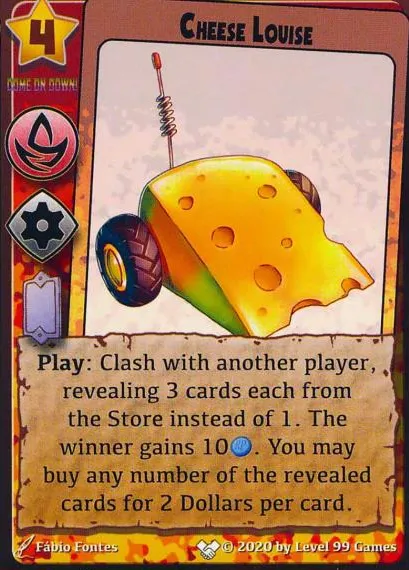 4
CHEESE LOUISE
COME ON DOWN!
Play: Clash with another player,
revealing 3 cards each from
the Store instead of 1. The
winner gains 10. You may
buy any number of the revealed
cards for 2 Dollars per card.
Fábio Fontes
© 2020 by Level 99 Games